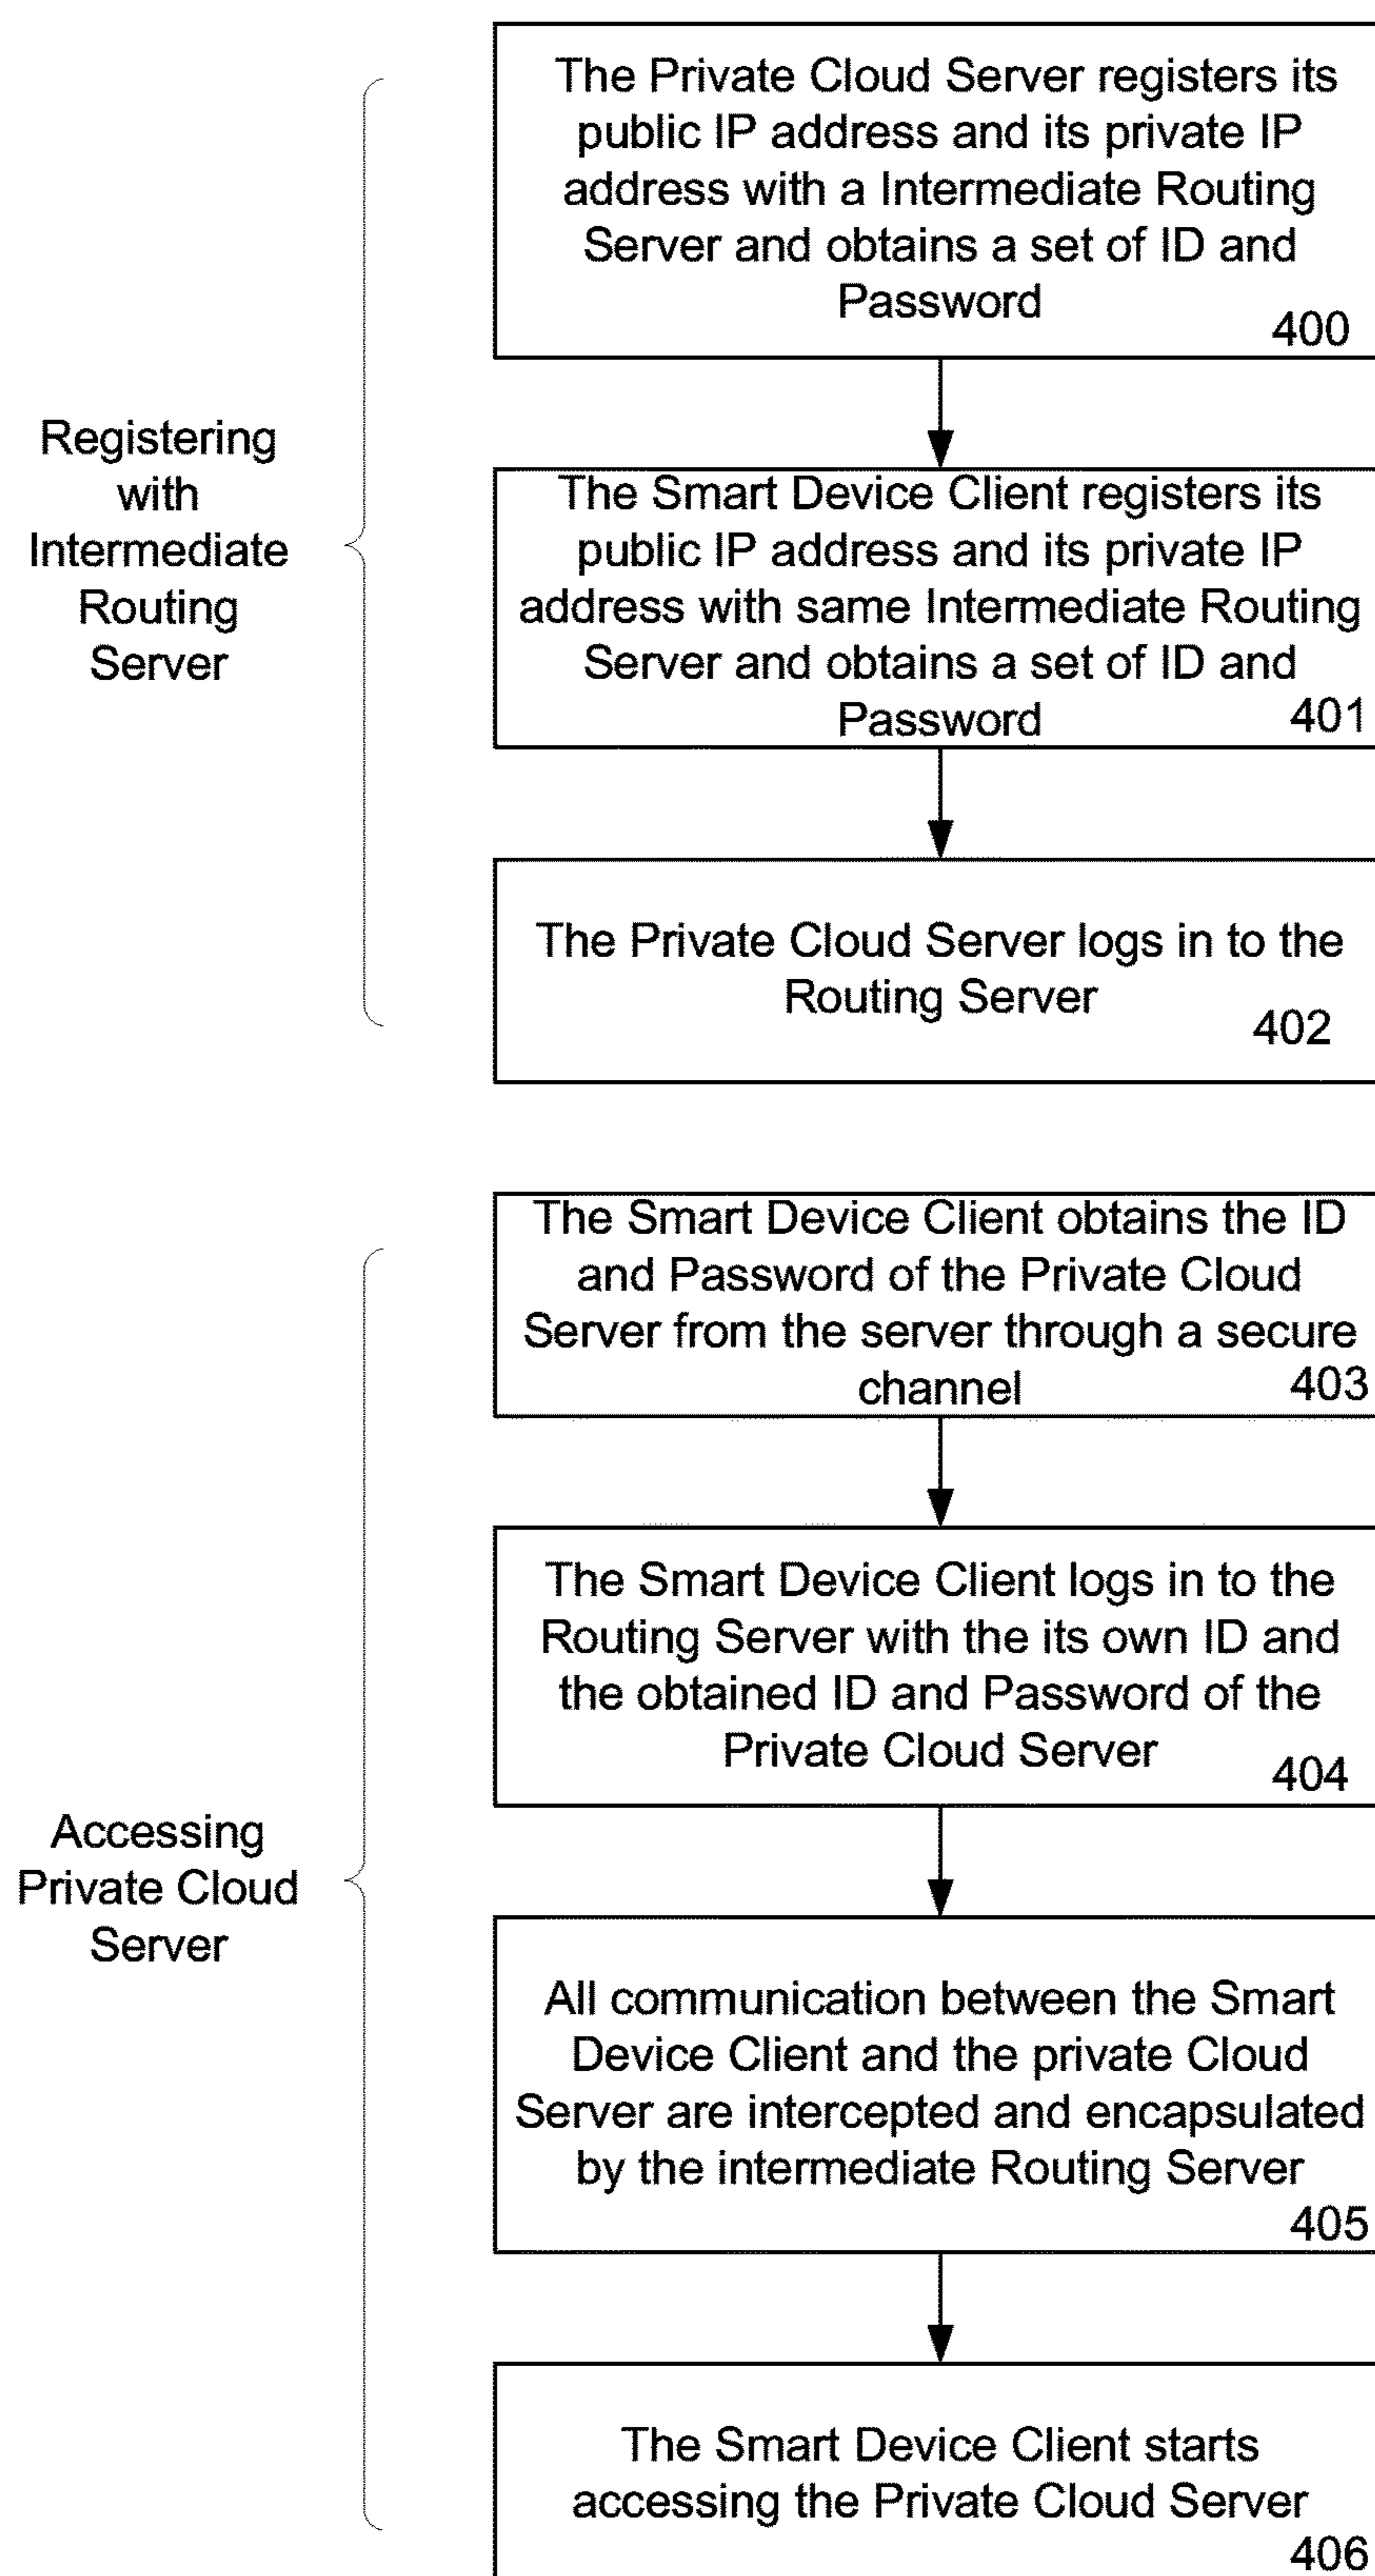 The Private Cloud Server registers its
public IP address and its private IP
address with a Intermediate Routing
Server and obtains a set of ID and
Password
400
Registering
with
Intermediate
Routing
Server
The Smart Device Client registers its
public IP address and its private IP
address with same Intermediate Routing
Server and obtains a set of ID and
Password
401
The Private Cloud Server logs in to the
Routing Server
402
The Smart Device Client obtains the ID
and Password of the Private Cloud
Server from the server through a secure
channel
403
The Smart Device Client logs in to the
Routing Server with the its own ID and
the obtained ID and Password of the
Private Cloud Server
404
Accessing
Private Cloud
Server
All communication between the Smart
Device Client and the private Cloud
Server are intercepted and encapsulated
by the intermediate Routing Server
405
The Smart Device Client starts
accessing the Private Cloud Server
406